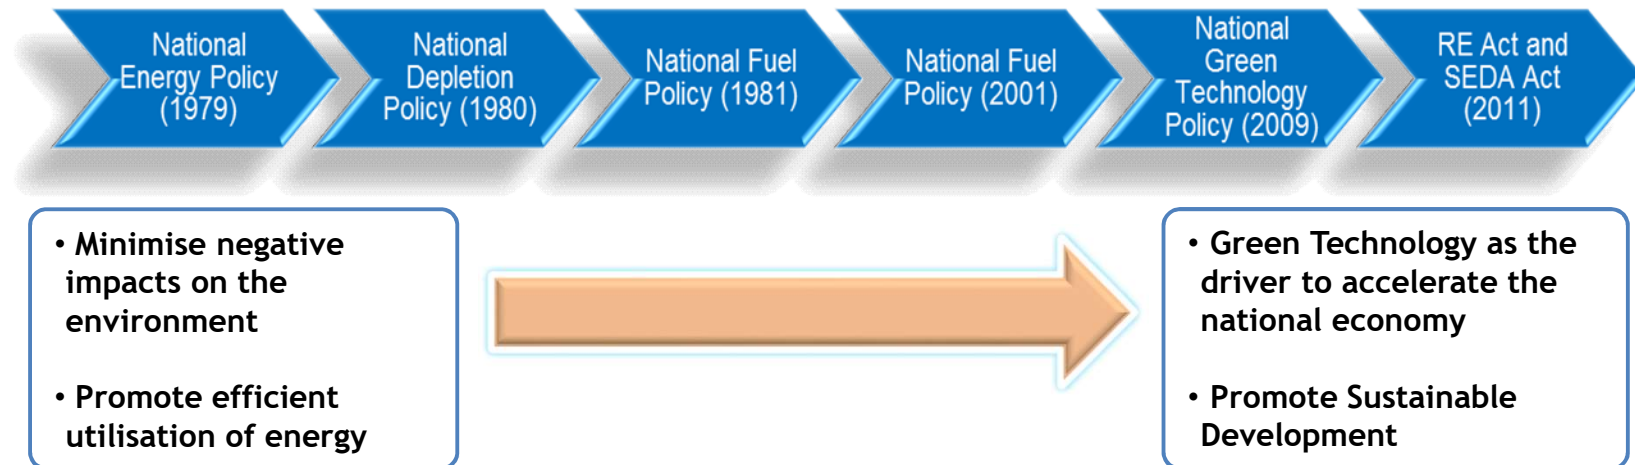 National
Energy Policy
(1979)
National
Depletion
Policy (1980)
National Fuel
Policy (1981)
National Fuel
Policy (2001)
National
Green
Technology
Policy (2009)
RE Act and
SEDA Act
(2011)
• Minimise negative
impacts on the
environment
• Promote efficient
utilisation of energy
• Green Technology as the
driver to accelerate the
national economy
• Promote Sustainable
Development